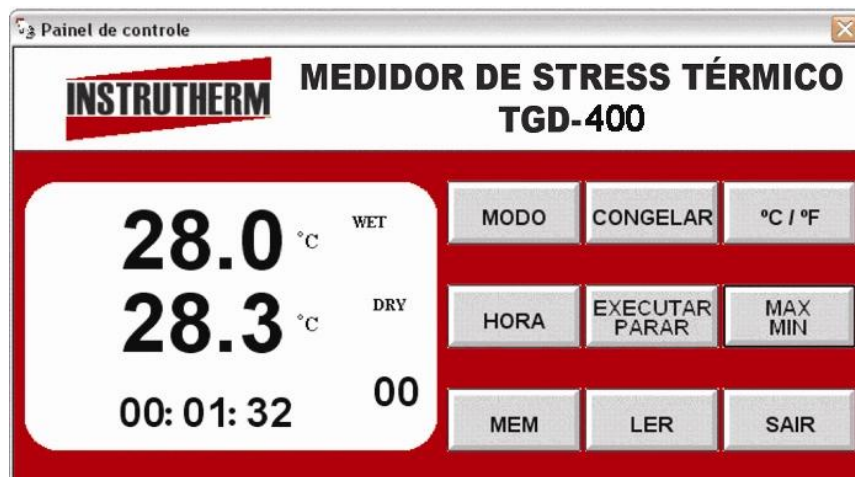 Painel de controle
INSTRUTHERM
MEDIDOR DE STRESS TÉRMICO
TGD-400
28.0 °C WET
28.3 °C DRY
00:01:32 00
MODO
CONGELAR
ºC / ºF
HORA
EXECUTAR
PARAR
MAX
MIN
MEM
LER
SAIR